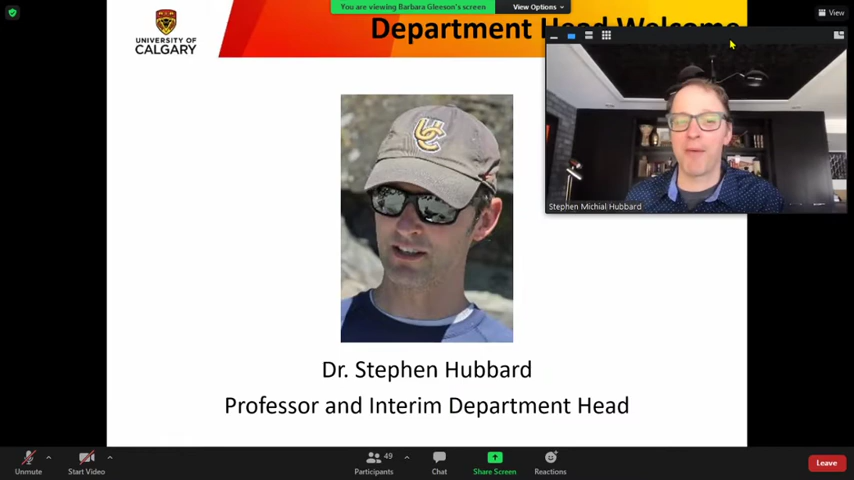 You are viewing Barbara Gleeson's screen
View Options
View
UNIVERSITY OF
CALGARY
Department Head Welcome
UC
Stephen Michial Hubbard
Dr. Stephen Hubbard
Professor and Interim Department Head
Unmute
Start Video
49
Participants
Chat
Share Screen
Reactions
Leave